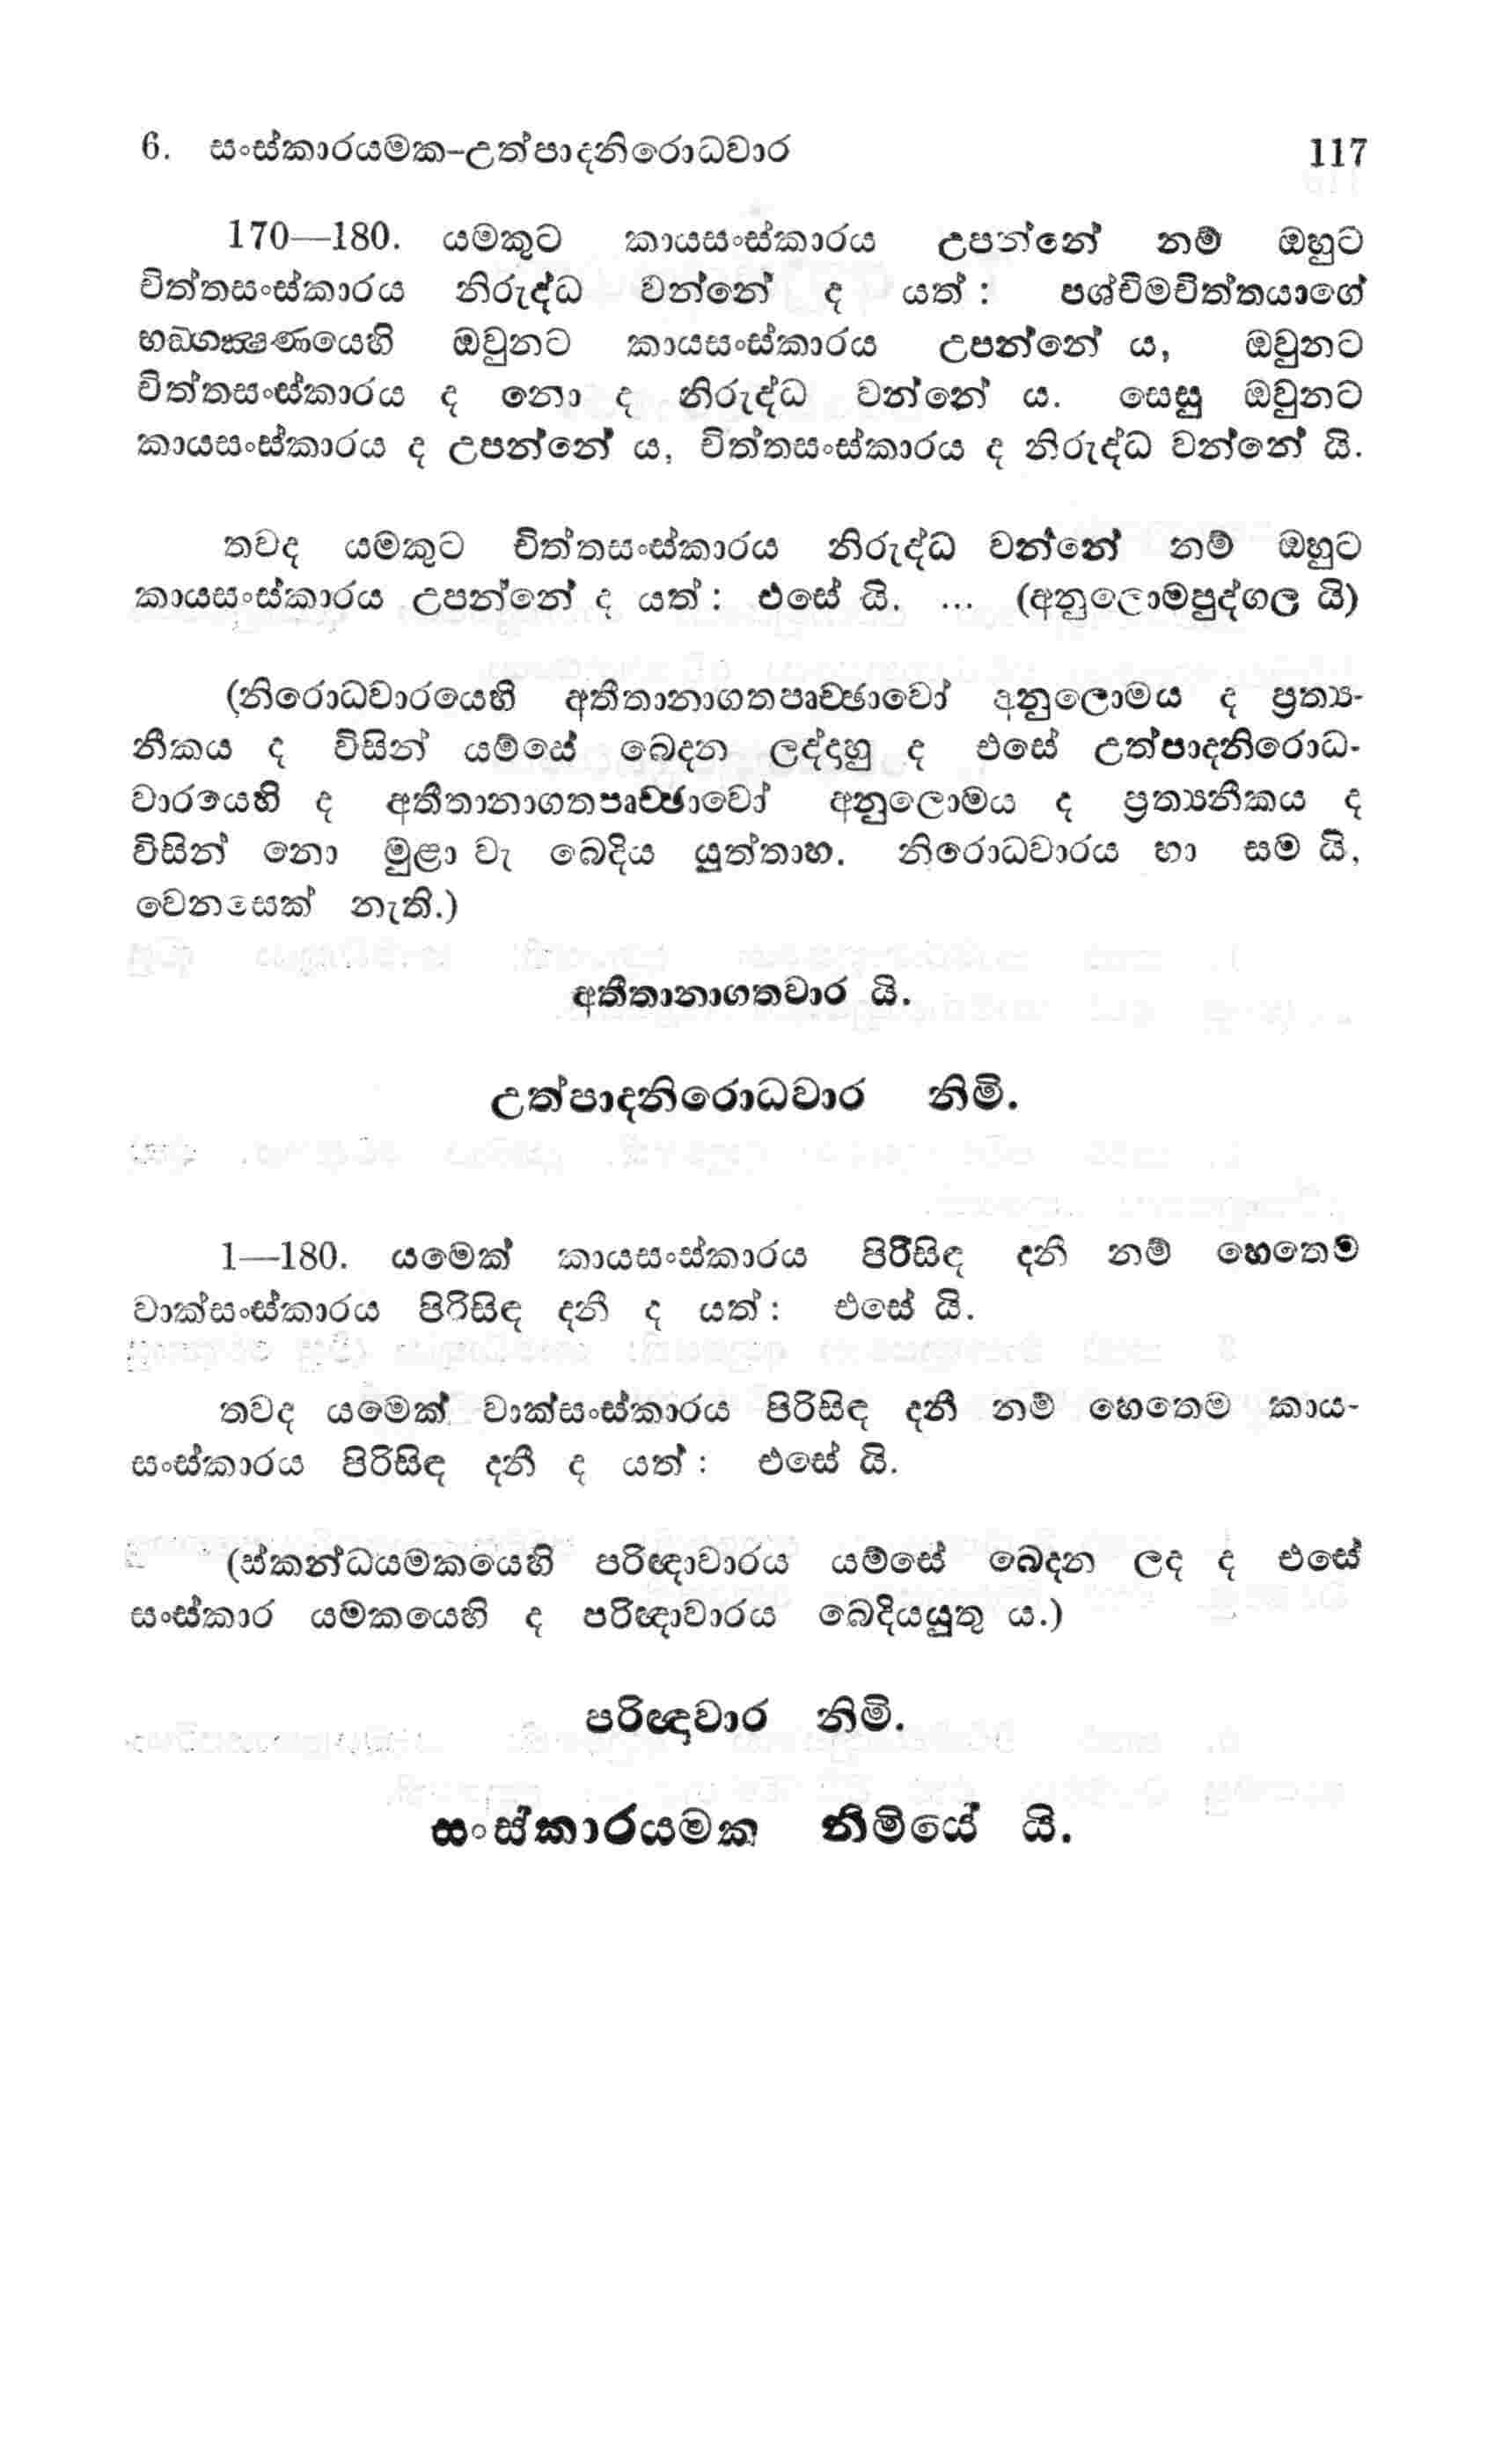 6. සංස්කාරයමක-උත්පාදනිරොධවාර 117
170—180. යමකුට කායසංස්කාරය උපන්නේ නම් ඔහුට
චිත්තසංස්කාරය නිරුද්ධ වන්නේ ද යත්: පශ්චිමචිත්තයාගේ
භඞ්ගක්ෂණයෙහි ඔවුනට කායසංස්කාරය උපන්නේ ය, ඔවුනට
චිත්තසංස්කාරය ද නො ද නිරුද්ධ වන්නේ ය. සෙසු ඔවුනට
කායසංස්කාරය ද උපන්නේ ය, චිත්තසංස්කාරය ද නිරුද්ධ වන්නේ යි.
තවද යමකුට චිත්තසංස්කාරය නිරුද්ධ වන්නේ නම් ඔහුට
කායසංස්කාරය උපන්නේ ද යත්: එසේ යි. ... (අනුලොමපුද්ගල යි)
(නිරොධවාරයෙහි අතීතානාගතපෘච්ඡාවෝ අනුලොමය ද ප්‍රත්‍ය-
නීකය ද විසින් යම්සේ බෙදන ලද්දහු ද එසේ උත්පාදනිරොධ-
වාරයෙහි ද අතීතානාගතපෘච්ඡාවෝ අනුලොමය ද ප්‍රත්‍යනීකය ද
විසින් නො මුළා වැ බෙදිය යුත්තාහ. නිරොධවාරය හා සම යි,
වෙනසෙක් නැති.)
අතීතානාගතවාර යි.
උත්පාදනිරොධවාර නිමි.
1—180. යමෙක් කායසංස්කාරය පිරිසිඳ දනී නම් හෙතෙම
වාක්සංස්කාරය පිරිසිඳ දනී ද යත්: එසේ යි.
තවද යමෙක් වාක්සංස්කාරය පිරිසිඳ දනී නම් හෙතෙම කාය-
සංස්කාරය පිරිසිඳ දනී ද යත්: එසේ යි.
(ස්කන්ධයමකයෙහි පරිඥාවාරය යම්සේ බෙදන ලද ද එසේ
සංස්කාර යමකයෙහි ද පරිඥාවාරය බෙදියයුතු ය.)
පරිඥාවාර නිමි.
සංස්කාරයමක නිමියේ යි.